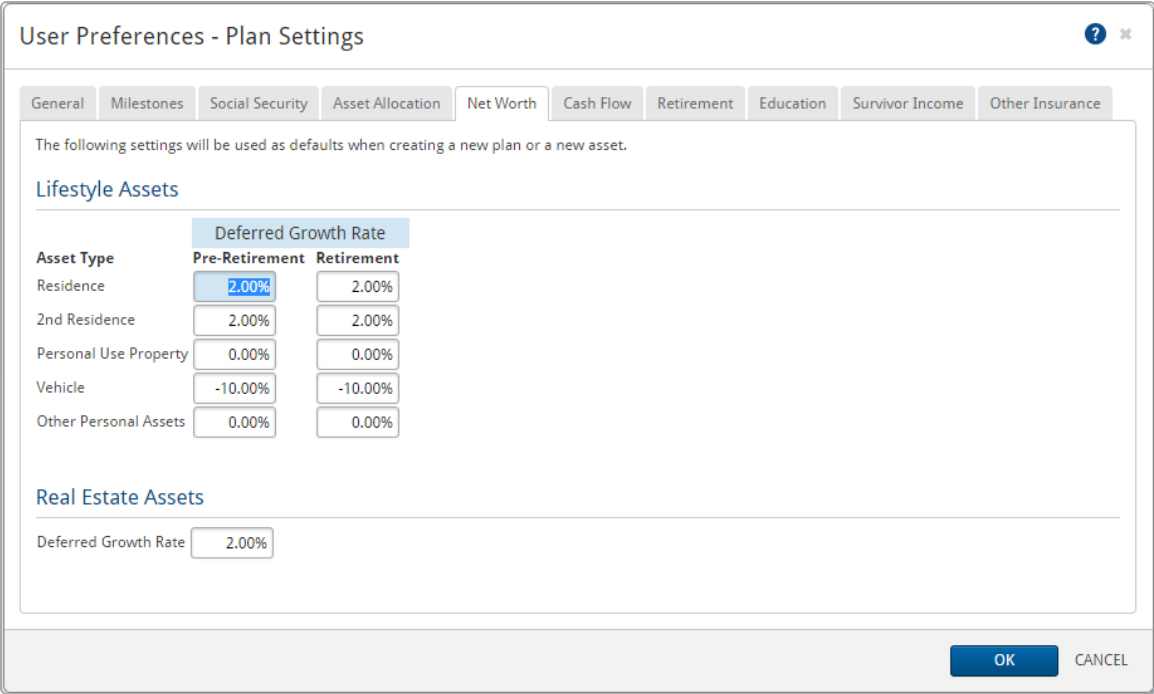 User Preferences - Plan Settings
?
General Milestones Social Security Asset Allocation Net Worth Cash Flow Retirement Education Survivor Income Other Insurance
The following settings will be used as defaults when creating a new plan or a new asset.
Lifestyle Assets
Deferred Growth Rate
Asset Type Pre-Retirement Retirement
Residence 2.00% 2.00%
2nd Residence 2.00% 2.00%
Personal Use Property 0.00% 0.00%
Vehicle -10.00% -10.00%
Other Personal Assets 0.00% 0.00%
Real Estate Assets
Deferred Growth Rate 2.00%
OK CANCEL